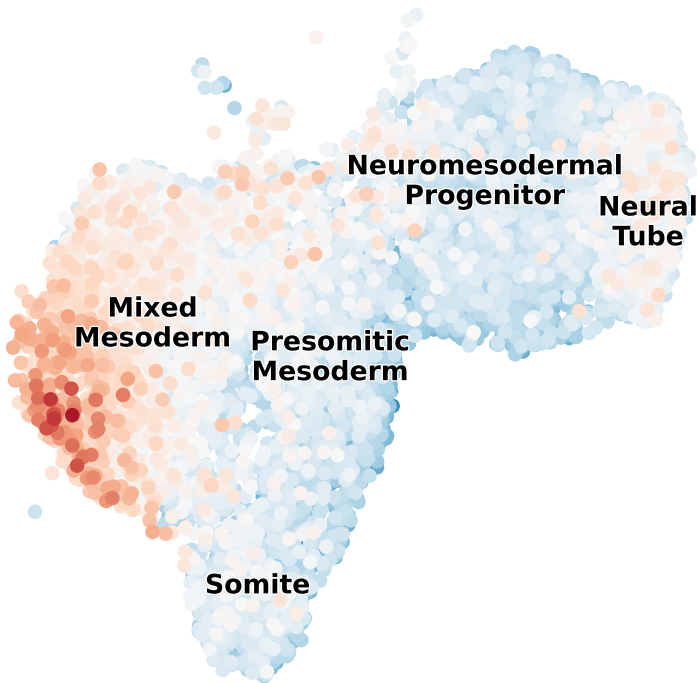 Neuromesodermal
Progenitor
Neural
Tube
Mixed
Mesoderm
Presomitic
Mesoderm
Somite